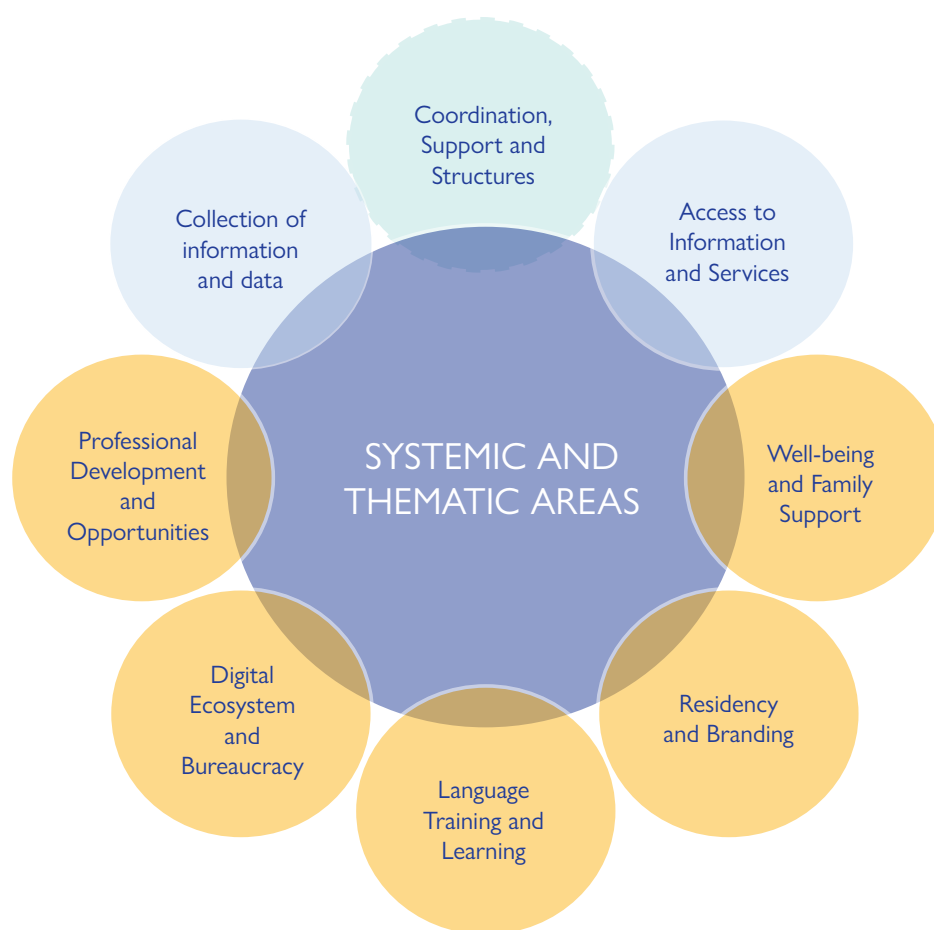 Coordination,
Support and
Structures
Collection of
information
and data
Access to
Information
and Services
Professional
Development
and
Opportunities
SYSTEMIC AND
THEMATIC AREAS
Well-being
and Family
Support
Digital
Ecosystem
and
Bureaucracy
Residency
and Branding
Language
Training and
Learning